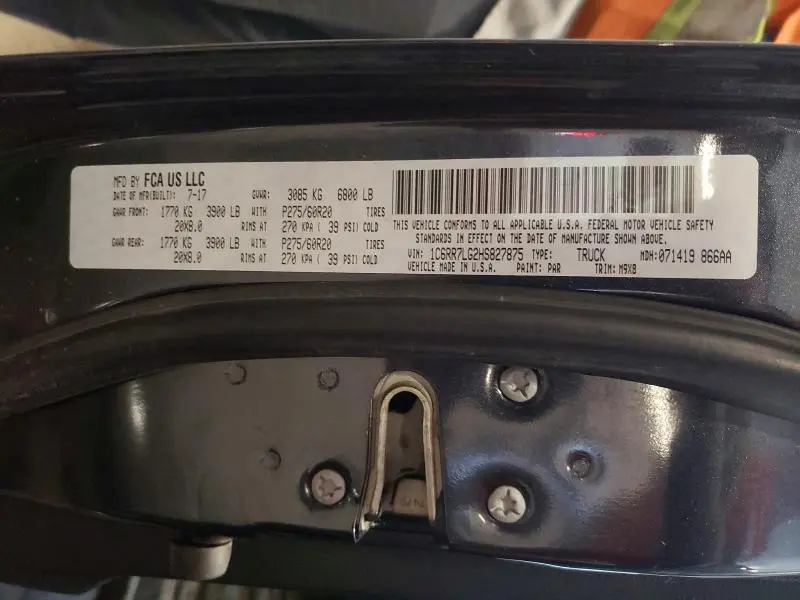 MFD BY FCA US LLC
DATE OF MFR(BUILT): 7-17 GVWR: 3085 KG 6800 LB
GAWR FRONT: 1770 KG 3900 LB WITH P275/60R20 TIRES
20X8.0 RIMS AT 270 KPA ( 39 PSI) COLD
GAWR REAR: 1770 KG 3900 LB WITH P275/60R20 TIRES
20X8.0 RIMS AT 270 KPA ( 39 PSI) COLD
THIS VEHICLE CONFORMS TO ALL APPLICABLE U.S.A. FEDERAL MOTOR VEHICLE SAFETY
STANDARDS IN EFFECT ON THE DATE OF MANUFACTURE SHOWN ABOVE.
VIN: 1C6RR7LG2HS827875 TYPE: TRUCK MDH: 071419 866AA
VEHICLE MADE IN U.S.A. PAINT: PAR TRIM: M9X8